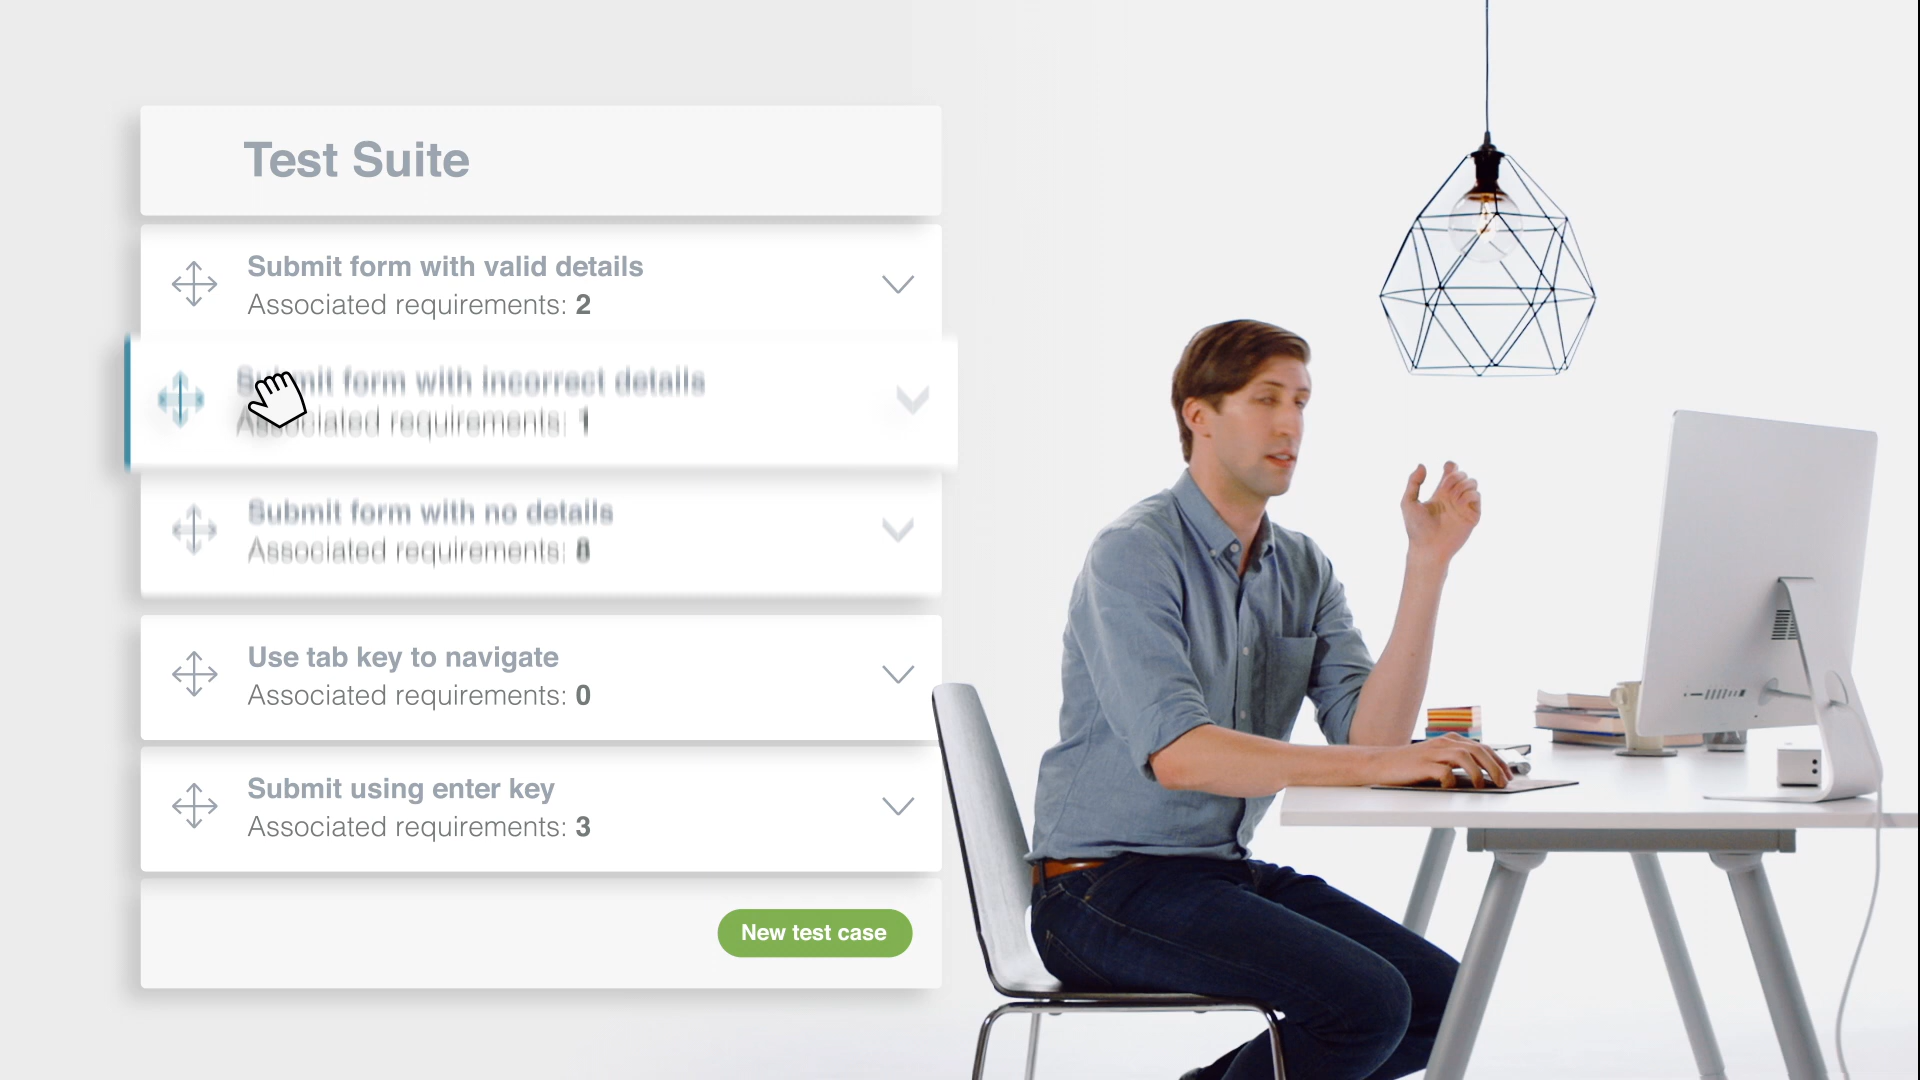 Test Suite
Submit form with valid details
Associated requirements: 2
Submit form with incorrect details
Associated requirements: 1
Submit form with no details
Associated requirements: 8
Use tab key to navigate
Associated requirements: 0
Submit using enter key
Associated requirements: 3
New test case